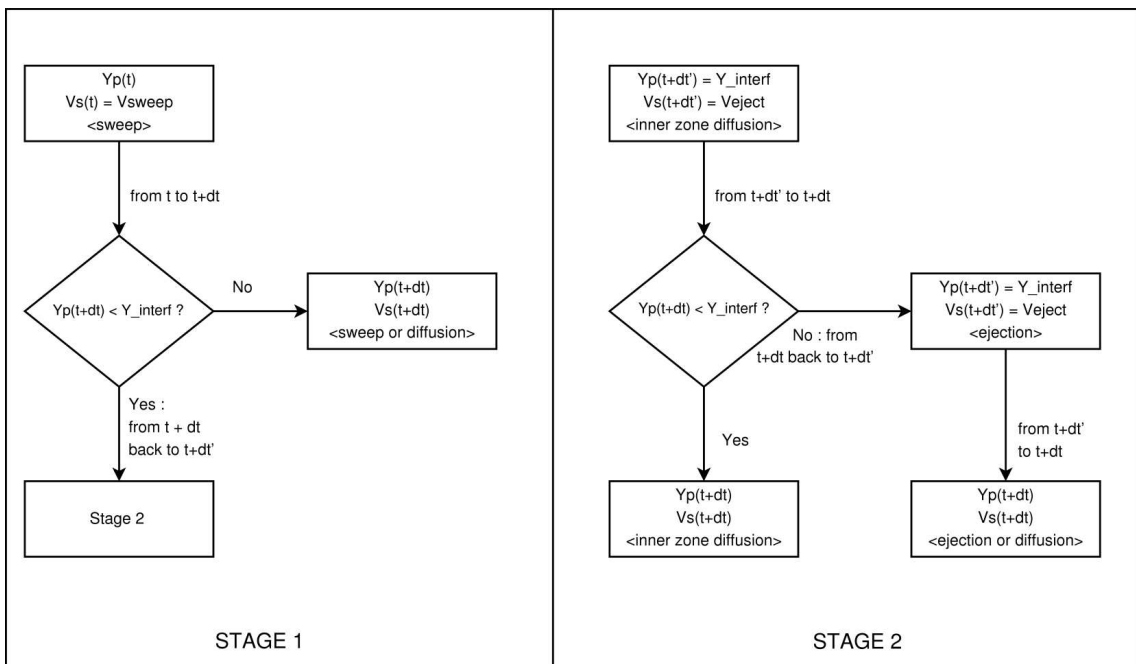 Yp(t)
Vs(t) = Vsweep
<sweep>
from t to t+dt
Yp(t+dt) < Y_interf ?
No
Yp(t+dt)
Vs(t+dt)
<sweep or diffusion>
Yes :
from t + dt
back to t+dt'
Stage 2
STAGE 1
Yp(t+dt') = Y_interf
Vs(t+dt') = Veject
<inner zone diffusion>
from t+dt' to t+dt
Yp(t+dt) < Y_interf ?
No : from
t+dt back to t+dt'
Yp(t+dt') = Y_interf
Vs(t+dt') = Veject
<ejection>
Yes
from t+dt'
to t+dt
Yp(t+dt)
Vs(t+dt)
<inner zone diffusion>
Yp(t+dt)
Vs(t+dt)
<ejection or diffusion>
STAGE 2